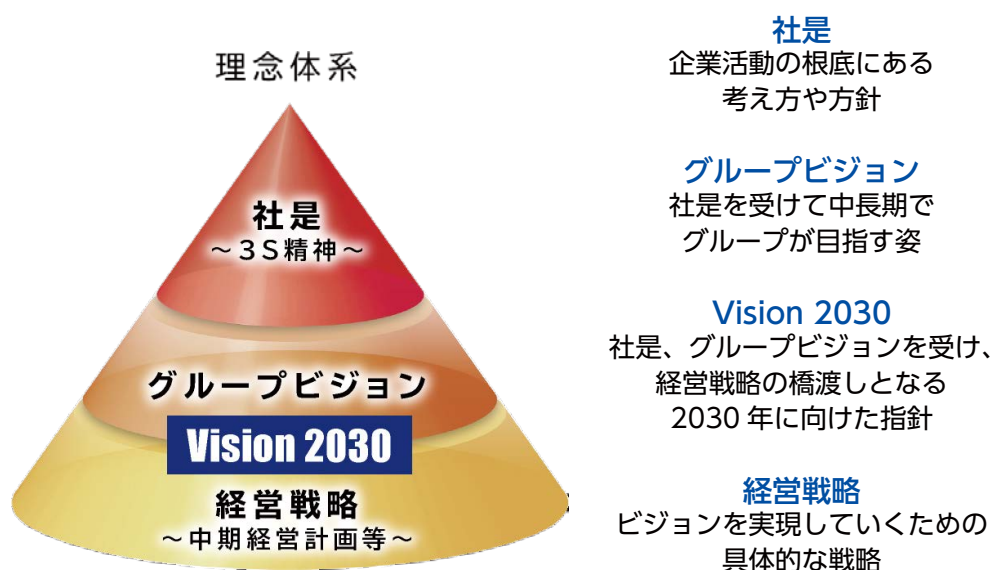 理念体系
社是
～3S精神～
グループビジョン
Vision 2030
経営戦略
～中期経営計画等～
社是
企業活動の根底にある
考え方や方針
グループビジョン
社是を受けて中長期で
グループが目指す姿
Vision 2030
社是、グループビジョンを受け、
経営戦略の橋渡しとなる
2030 年に向けた指針
経営戦略
ビジョンを実現していくための
具体的な戦略